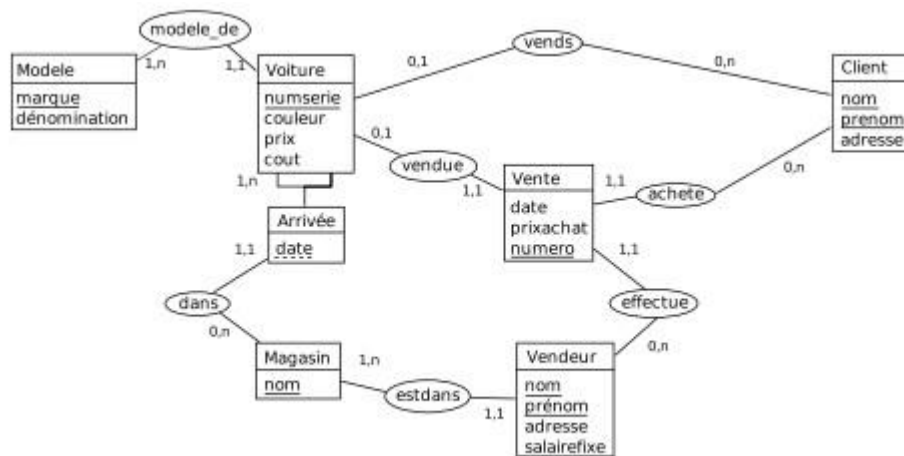 modele_de
1,n
1,1
Modele
marque
dénomination
Voiture
numserie
couleur
prix
cout
0,1
vends
0,n
Client
nom
prenom
adresse
0,1
vendue
1,1
Vente
date
prixachat
numero
1,1
achete
0,n
1,n
Arrivée
date
1,1
dans
0,n
1,1
effectue
0,n
Magasin
nom
1,n
estdans
1,1
Vendeur
nom
prénom
adresse
salairefixe